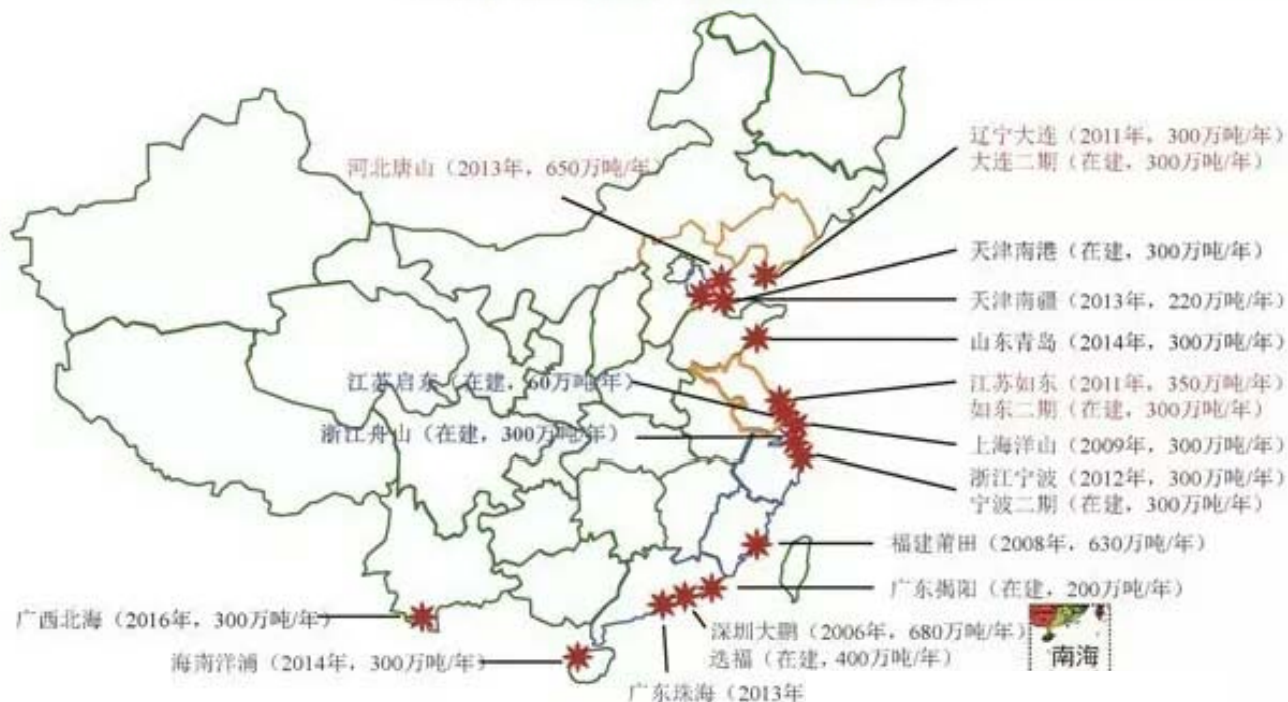 辽宁大连（2011年，300万吨/年）
大连二期（在建，300万吨/年）
河北唐山（2013年，650万吨/年）
天津南港（在建，300万吨/年）
天津南疆（2013年，220万吨/年）
山东青岛（2014年，300万吨/年）
江苏启东（在建，60万吨/年）
江苏如东（2011年，350万吨/年）
如东二期（在建，300万吨/年）
浙江舟山（在建，300万吨/年）
上海洋山（2009年，300万吨/年）
浙江宁波（2012年，300万吨/年）
宁波二期（在建，300万吨/年）
福建莆田（2008年，630万吨/年）
广东揭阳（在建，200万吨/年）
广西北海（2016年，300万吨/年）
深圳大鹏（2006年，680万吨/年）
迭福（在建，400万吨/年）
海南洋浦（2014年，300万吨/年）
广东珠海（2013年
南海